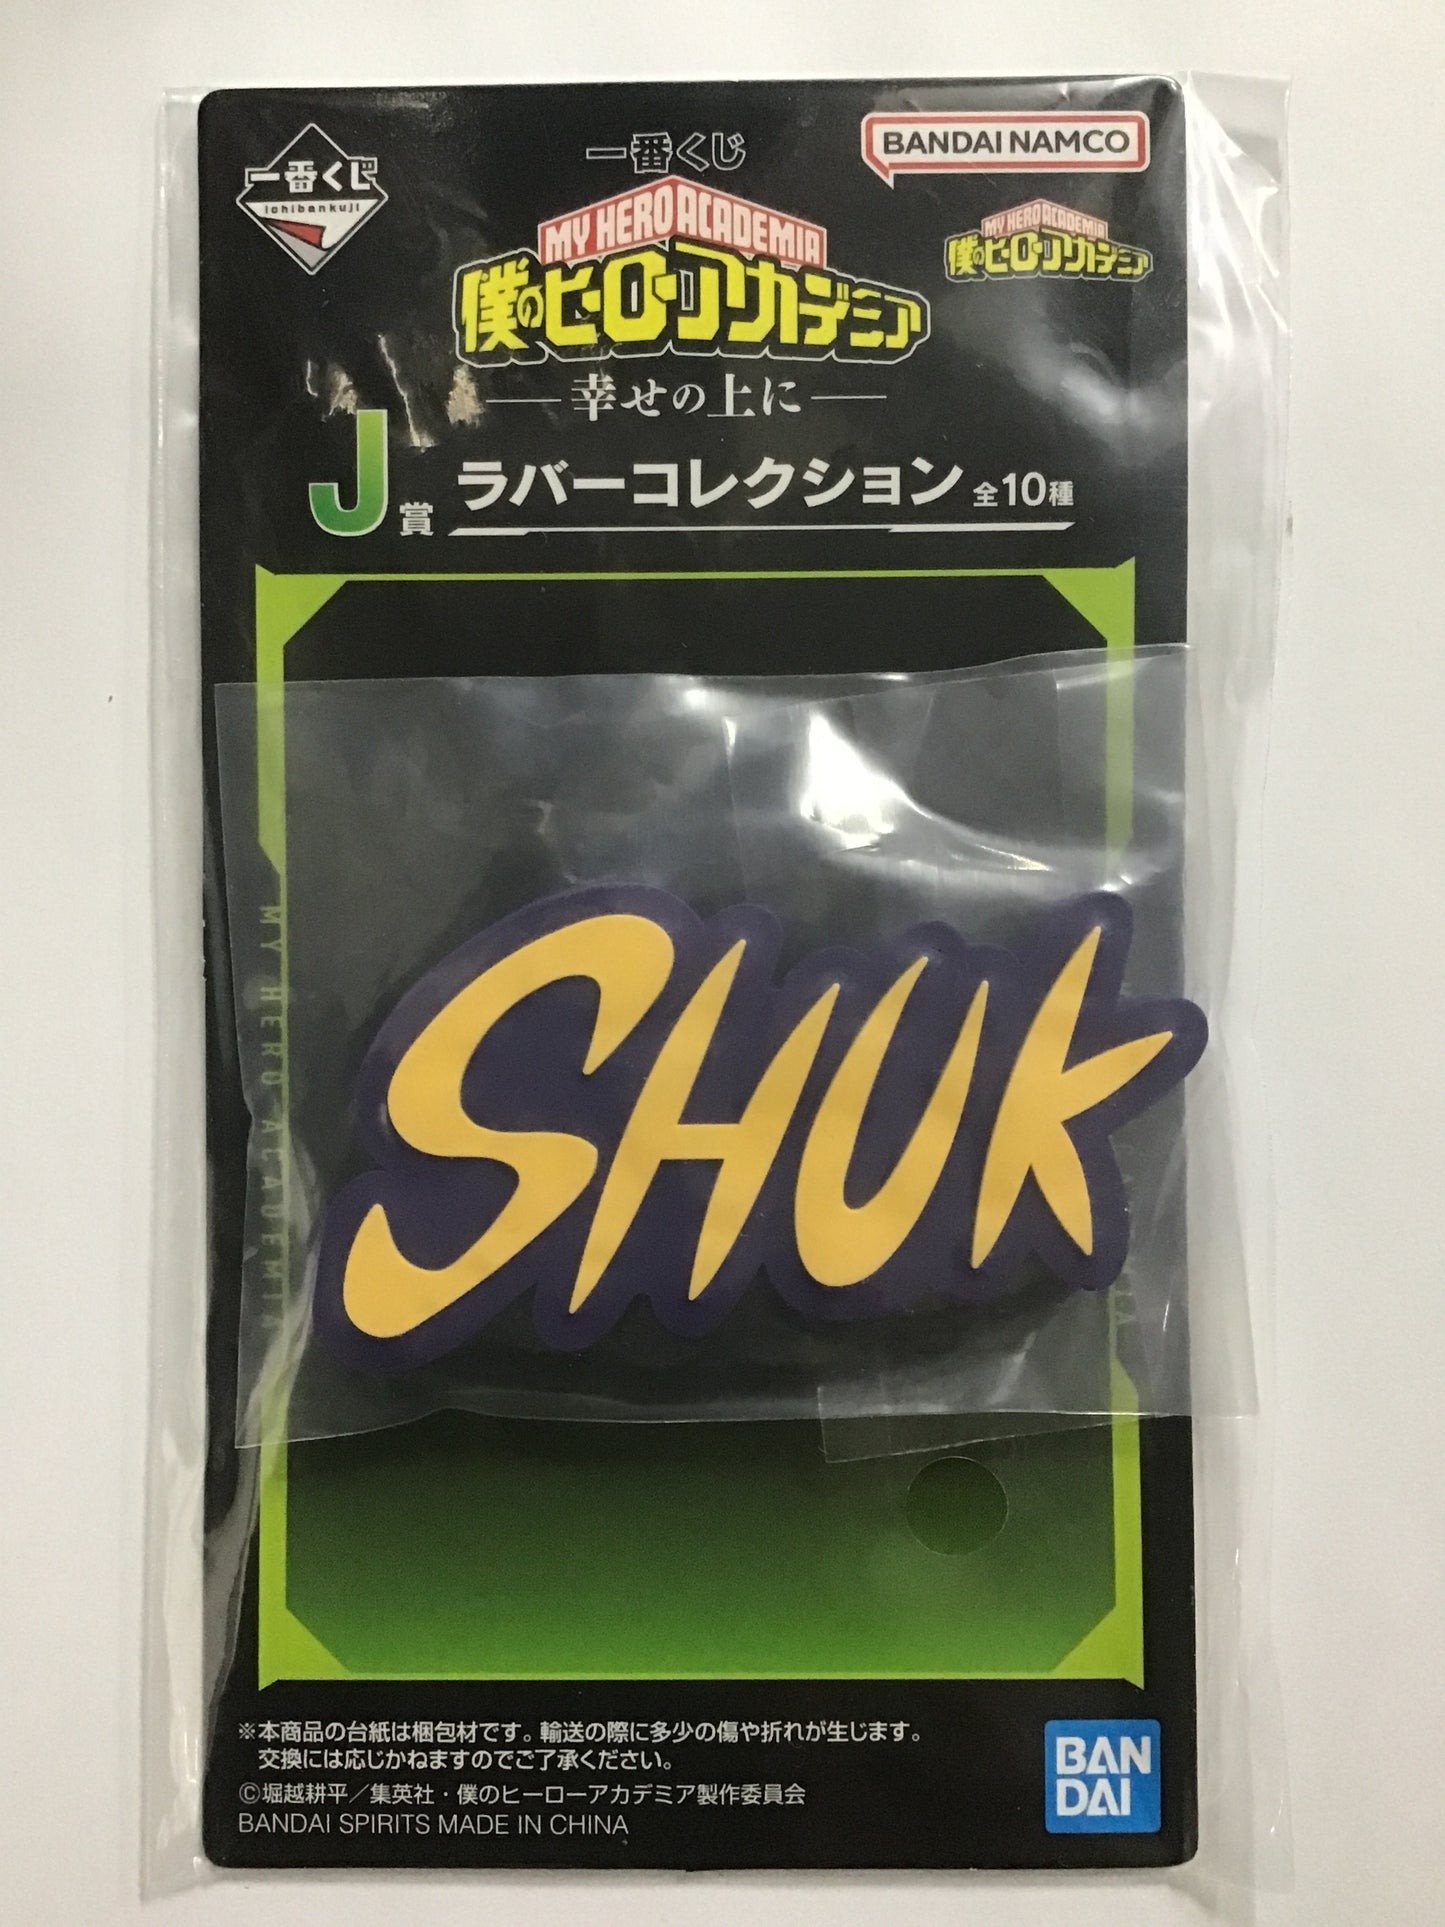 一番くじ
ichibankuji
一番くじ
BANDAI NAMCO
MY HERO ACADEMIA
僕のヒーローアカデミア
MY HERO ACADEMIA
僕のヒーローアカデミア
幸せの上に
J賞 ラバーコレクション 全10種
MY HERO ACADEMIA
SHUK
※本商品の台紙は梱包材です。輸送の際に多少の傷や折れが生じます。
交換には応じかねますのでご了承ください。
©堀越耕平／集英社・僕のヒーローアカデミア製作委員会
BANDAI SPIRITS MADE IN CHINA
BAN
DAI